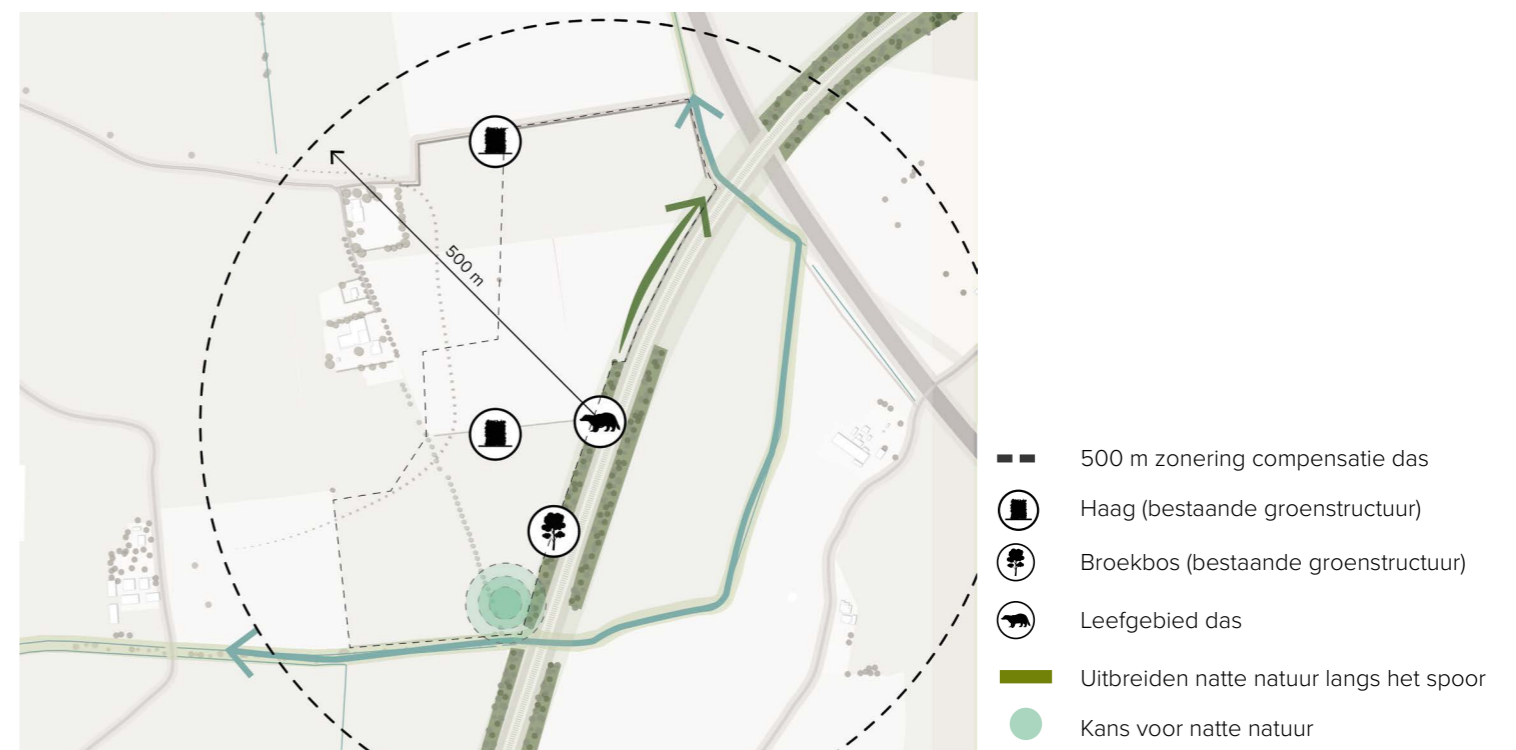 500 m
500 m zonering compensatie das
Haag (bestaande groenstructuur)
Broekbos (bestaande groenstructuur)
Leefgebied das
Uitbreiden natte natuur langs het spoor
Kans voor natte natuur